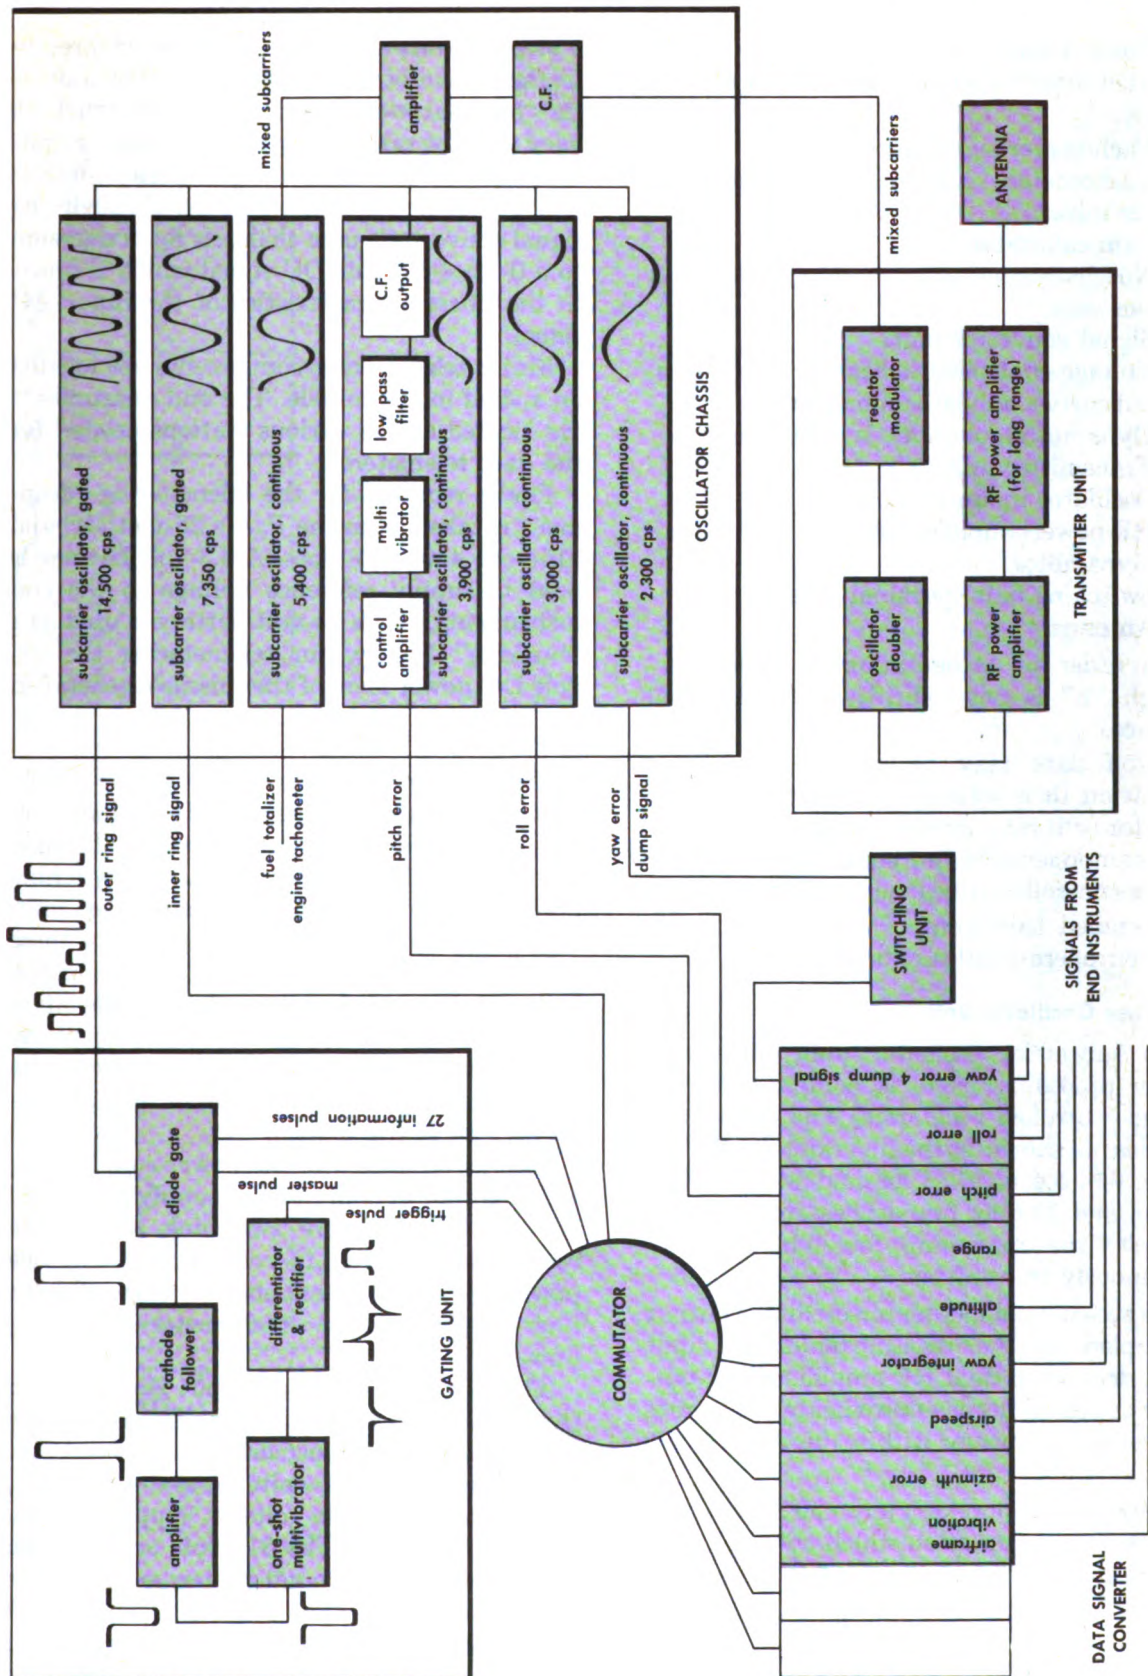 GATING UNIT
amplifier
cathode
follower
diode gate
one-shot
multivibrator
differentiator
& rectifier
trigger pulse
master pulse
27 information pulses
outer ring signal
inner ring signal
fuel totalizer
engine tachometer
pitch error
roll error
yaw error
dump signal
subcarrier oscillator, gated
14,500 cps
subcarrier oscillator, gated
7,350 cps
subcarrier oscillator, continuous
5,400 cps
control
amplifier
multi
vibrator
low pass
filter
C.F.
output
subcarrier oscillator, continuous
3,900 cps
subcarrier oscillator, continuous
3,000 cps
subcarrier oscillator, continuous
2,300 cps
mixed subcarriers
amplifier
C.F.
OSCILLATOR CHASSIS
COMMUTATOR
SWITCHING
UNIT
mixed subcarriers
oscillator
doubler
reactor
modulator
RF power
amplifier
RF power amplifier
(for long range)
ANTENNA
TRANSMITTER UNIT
airframe
vibration
azimuth error
airspeed
yaw integrator
altitude
range
pitch error
roll error
yaw error 4 dump signal
SIGNALS FROM
END INSTRUMENTS
DATA SIGNAL
CONVERTER